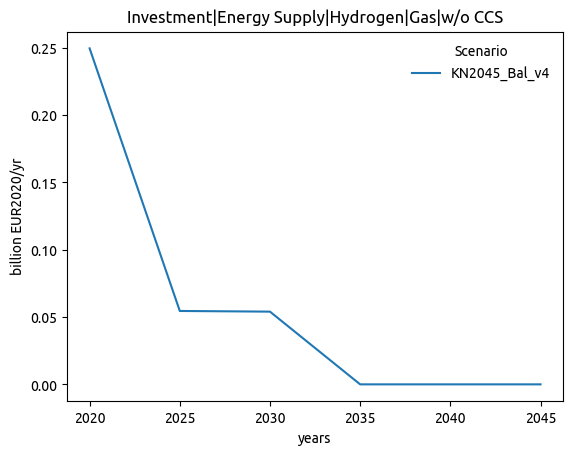 Investment|Energy Supply|Hydrogen|Gas|w/o CCS
Scenario
KN2045_Bal_v4
billion EUR2020/yr
0.25
0.20
0.15
0.10
0.05
0.00
2020 2025 2030 2035 2040 2045
years